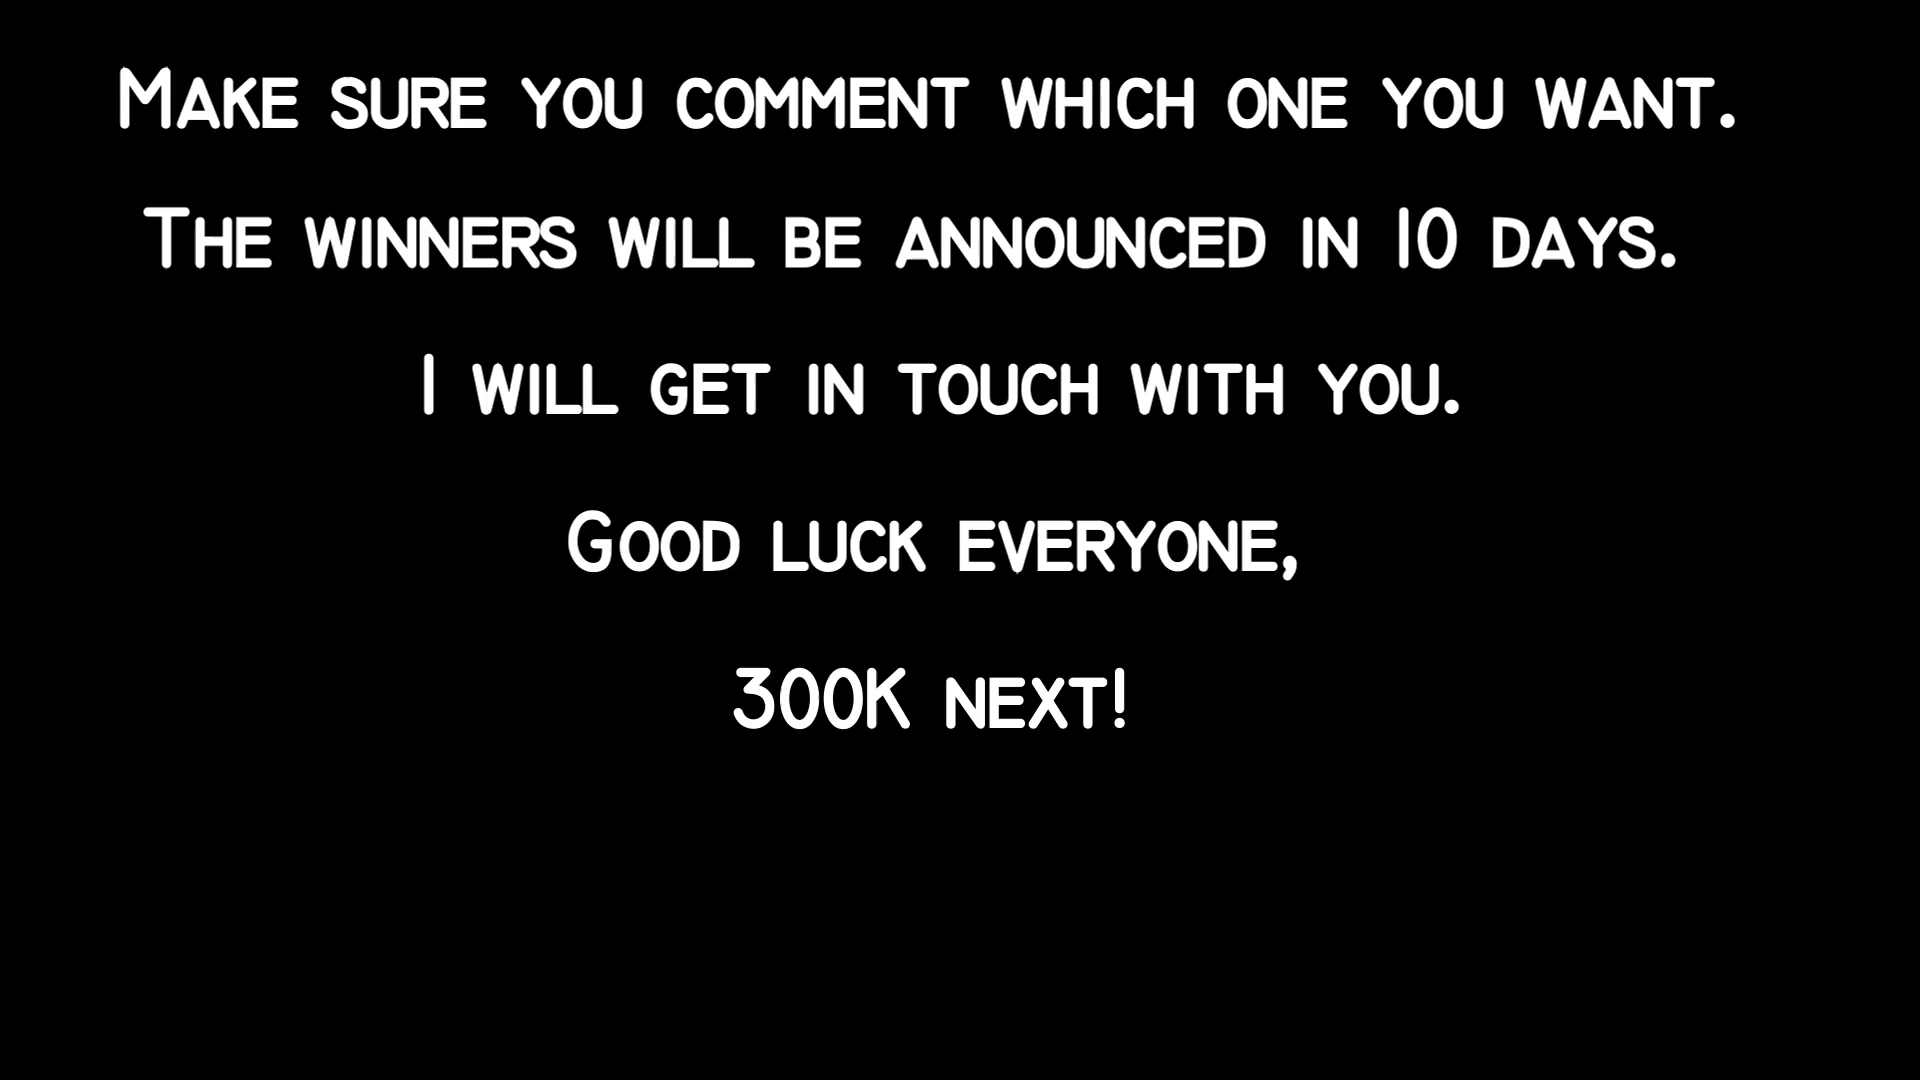 Make sure you comment which one you want.
The winners will be announced in 10 days.
I will get in touch with you.
Good luck everyone,
300K next!